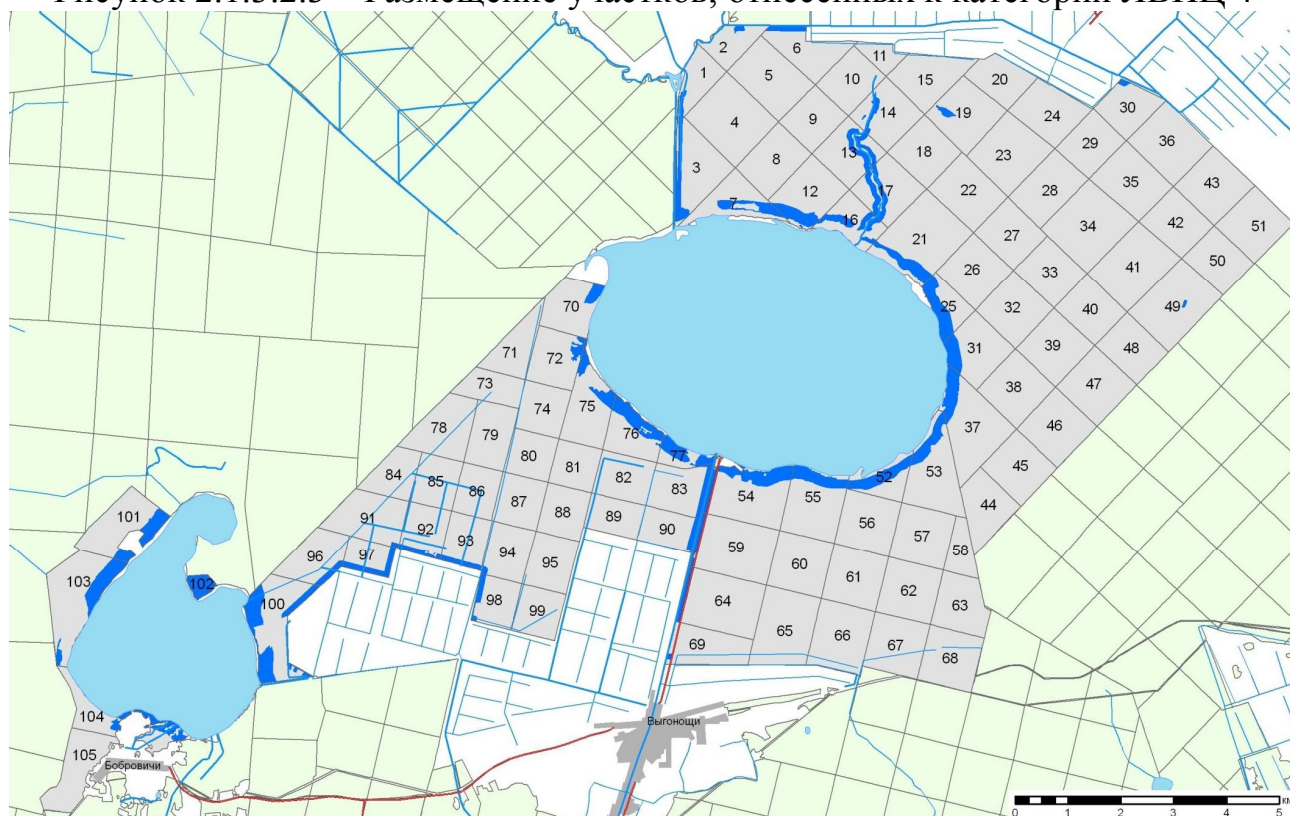 Рисунок 2.1.3.2.3 – Размещение участков, отнесенных к категории ЛВПЦ 4
2 6 11
1 5 10 15 20
4 9 14 19 24 30
3 8 13 18 23 29 36
7 12 17 22 28 35 43
16 21 27 34 42 51
26 33 41 50
70 25 32 40 49
71 72 31 39 48
73 74 75 38 47
78 79 76 37 46
80 81 77 45
84 85 86 82 83 52 53
87 88 54 55 44
101 91 92 89 90 56 57 58
96 97 93 94 95 59 60
103 102 61 62
100 98 99 64 63
65 66 67
69 68
104
Выгонощи
105
Бобровичи
км
0 1 2 3 4 5